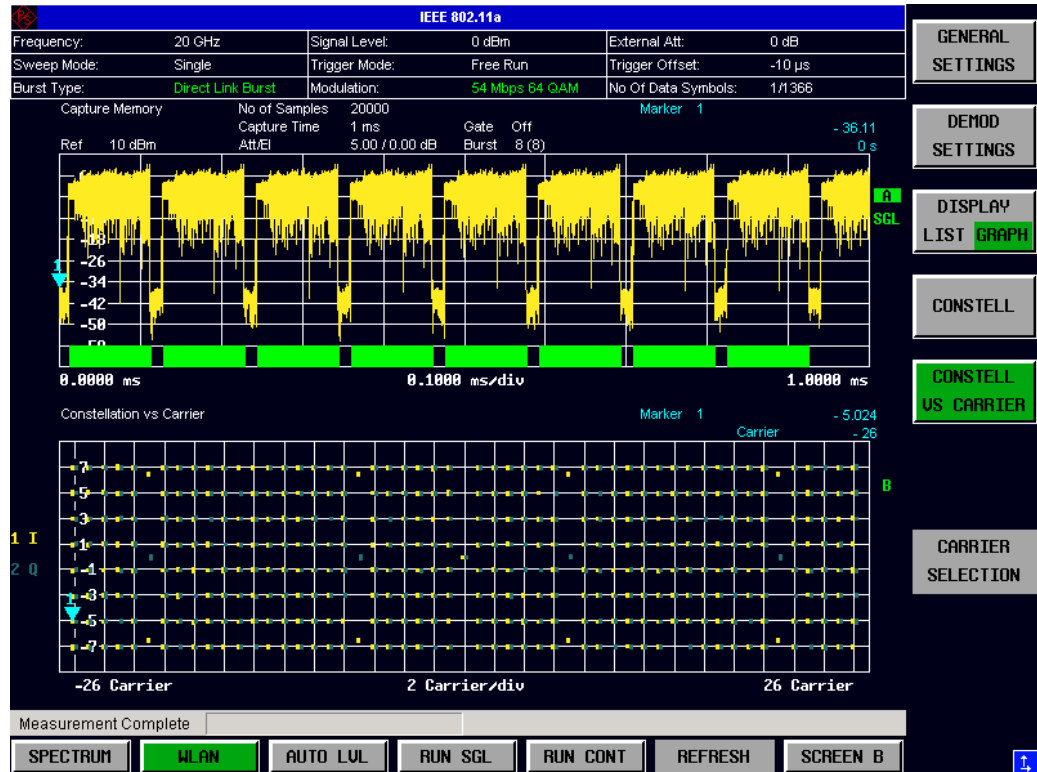 IEEE 802.11a
Frequency: 20 GHz Signal Level: 0 dBm External Att: 0 dB
Sweep Mode: Single Trigger Mode: Free Run Trigger Offset: -10 µs
Burst Type: Direct Link Burst Modulation: 54 Mbps 64 QAM No Of Data Symbols: 1/1366
Capture Memory No of Samples 20000 Marker 1
Capture Time 1 ms Gate Off - 36.11
Ref 10 dBm Att/El 5.00 / 0.00 dB Burst 8 (8) 0 s
A
SGL
-18
-26
1
-34
-42
-50
0.0000 ms 0.1000 ms/div 1.0000 ms
Constellation vs Carrier Marker 1 - 5.024
Carrier - 26
7
5
B
3
1 I
1
2 Q
-1
-3
1
-5
-7
-26 Carrier 2 Carrier/div 26 Carrier
Measurement Complete
SPECTRUM WLAN AUTO LVL RUN SGL RUN CONT REFRESH SCREEN B
GENERAL
SETTINGS
DEMOD
SETTINGS
DISPLAY
LIST GRAPH
CONSTELL
CONSTELL
VS CARRIER
CARRIER
SELECTION